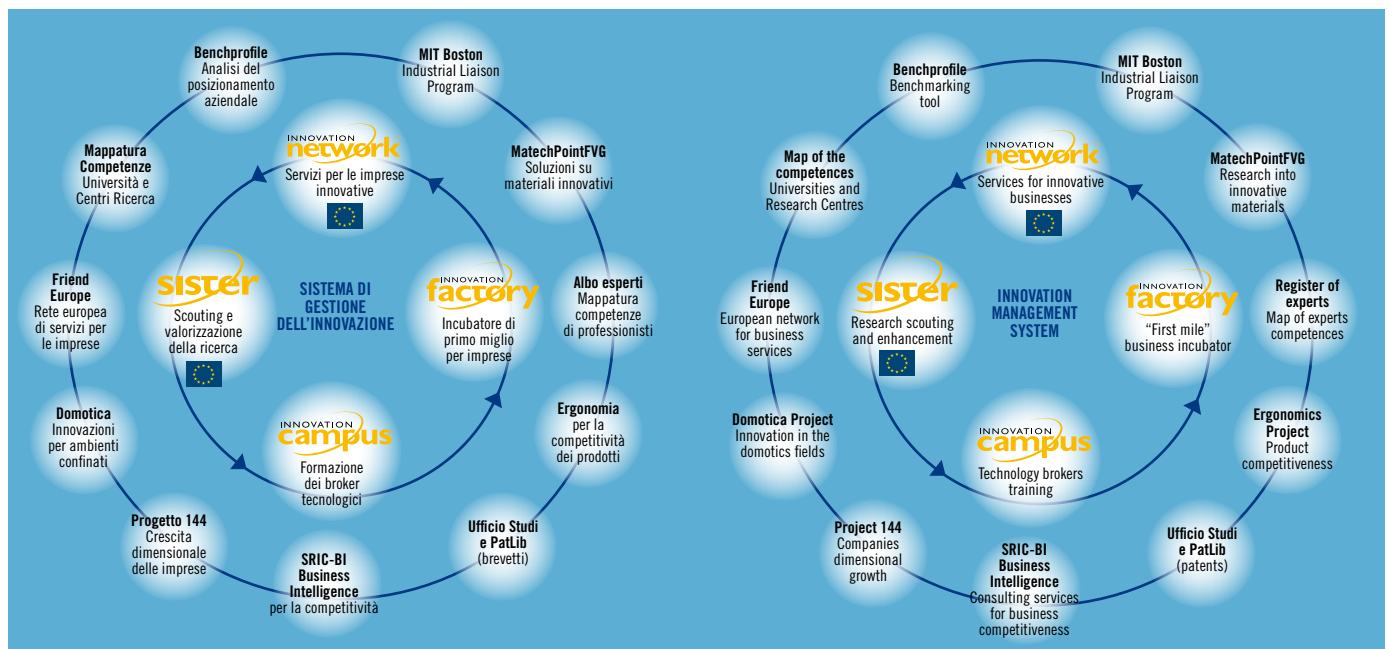 Benchprofile
Analisi del
posizionamento
aziendale
MIT Boston
Industrial Liaison
Program
Mappatura
Competenze
Università e
Centri Ricerca
INNOVATION
network
Servizi per le imprese
innovative
MatechPointFVG
Soluzioni su
materiali innovativi
Friend
Europe
Rete europea
di servizi per
le imprese
sister
Scouting e
valorizzazione
della ricerca
SISTEMA DI
GESTIONE
DELL'INNOVAZIONE
INNOVATION
factory
Incubatore di
primo miglio
per imprese
Albo esperti
Mappatura
competenze
di professionisti
Domotica
Innovazioni
per ambienti
confinati
INNOVATION
campus
Formazione
dei broker
tecnologici
Ergonomia
per la
competitività
dei prodotti
Progetto 144
Crescita
dimensionale
delle imprese
SRIC-BI
Business
Intelligence
per la competitività
Ufficio Studi
e PatLib
(brevetti)
Benchprofile
Benchmarking
tool
MIT Boston
Industrial Liaison
Program
Map of the
competences
Universities and
Research Centres
INNOVATION
network
Services for innovative
businesses
MatechPointFVG
Research into
innovative
materials
Friend
Europe
European network
for business
services
sister
Research scouting
and enhancement
INNOVATION
MANAGEMENT
SYSTEM
INNOVATION
factory
“First mile”
business incubator
Register of
experts
Map of experts
competences
Domotica Project
Innovation in the
domotics fields
INNOVATION
campus
Technology brokers
training
Ergonomics
Project
Product
competitiveness
Project 144
Companies
dimensional
growth
SRIC-BI
Business
Intelligence
Consulting services
for business
competitiveness
Ufficio Studi
e PatLib
(patents)